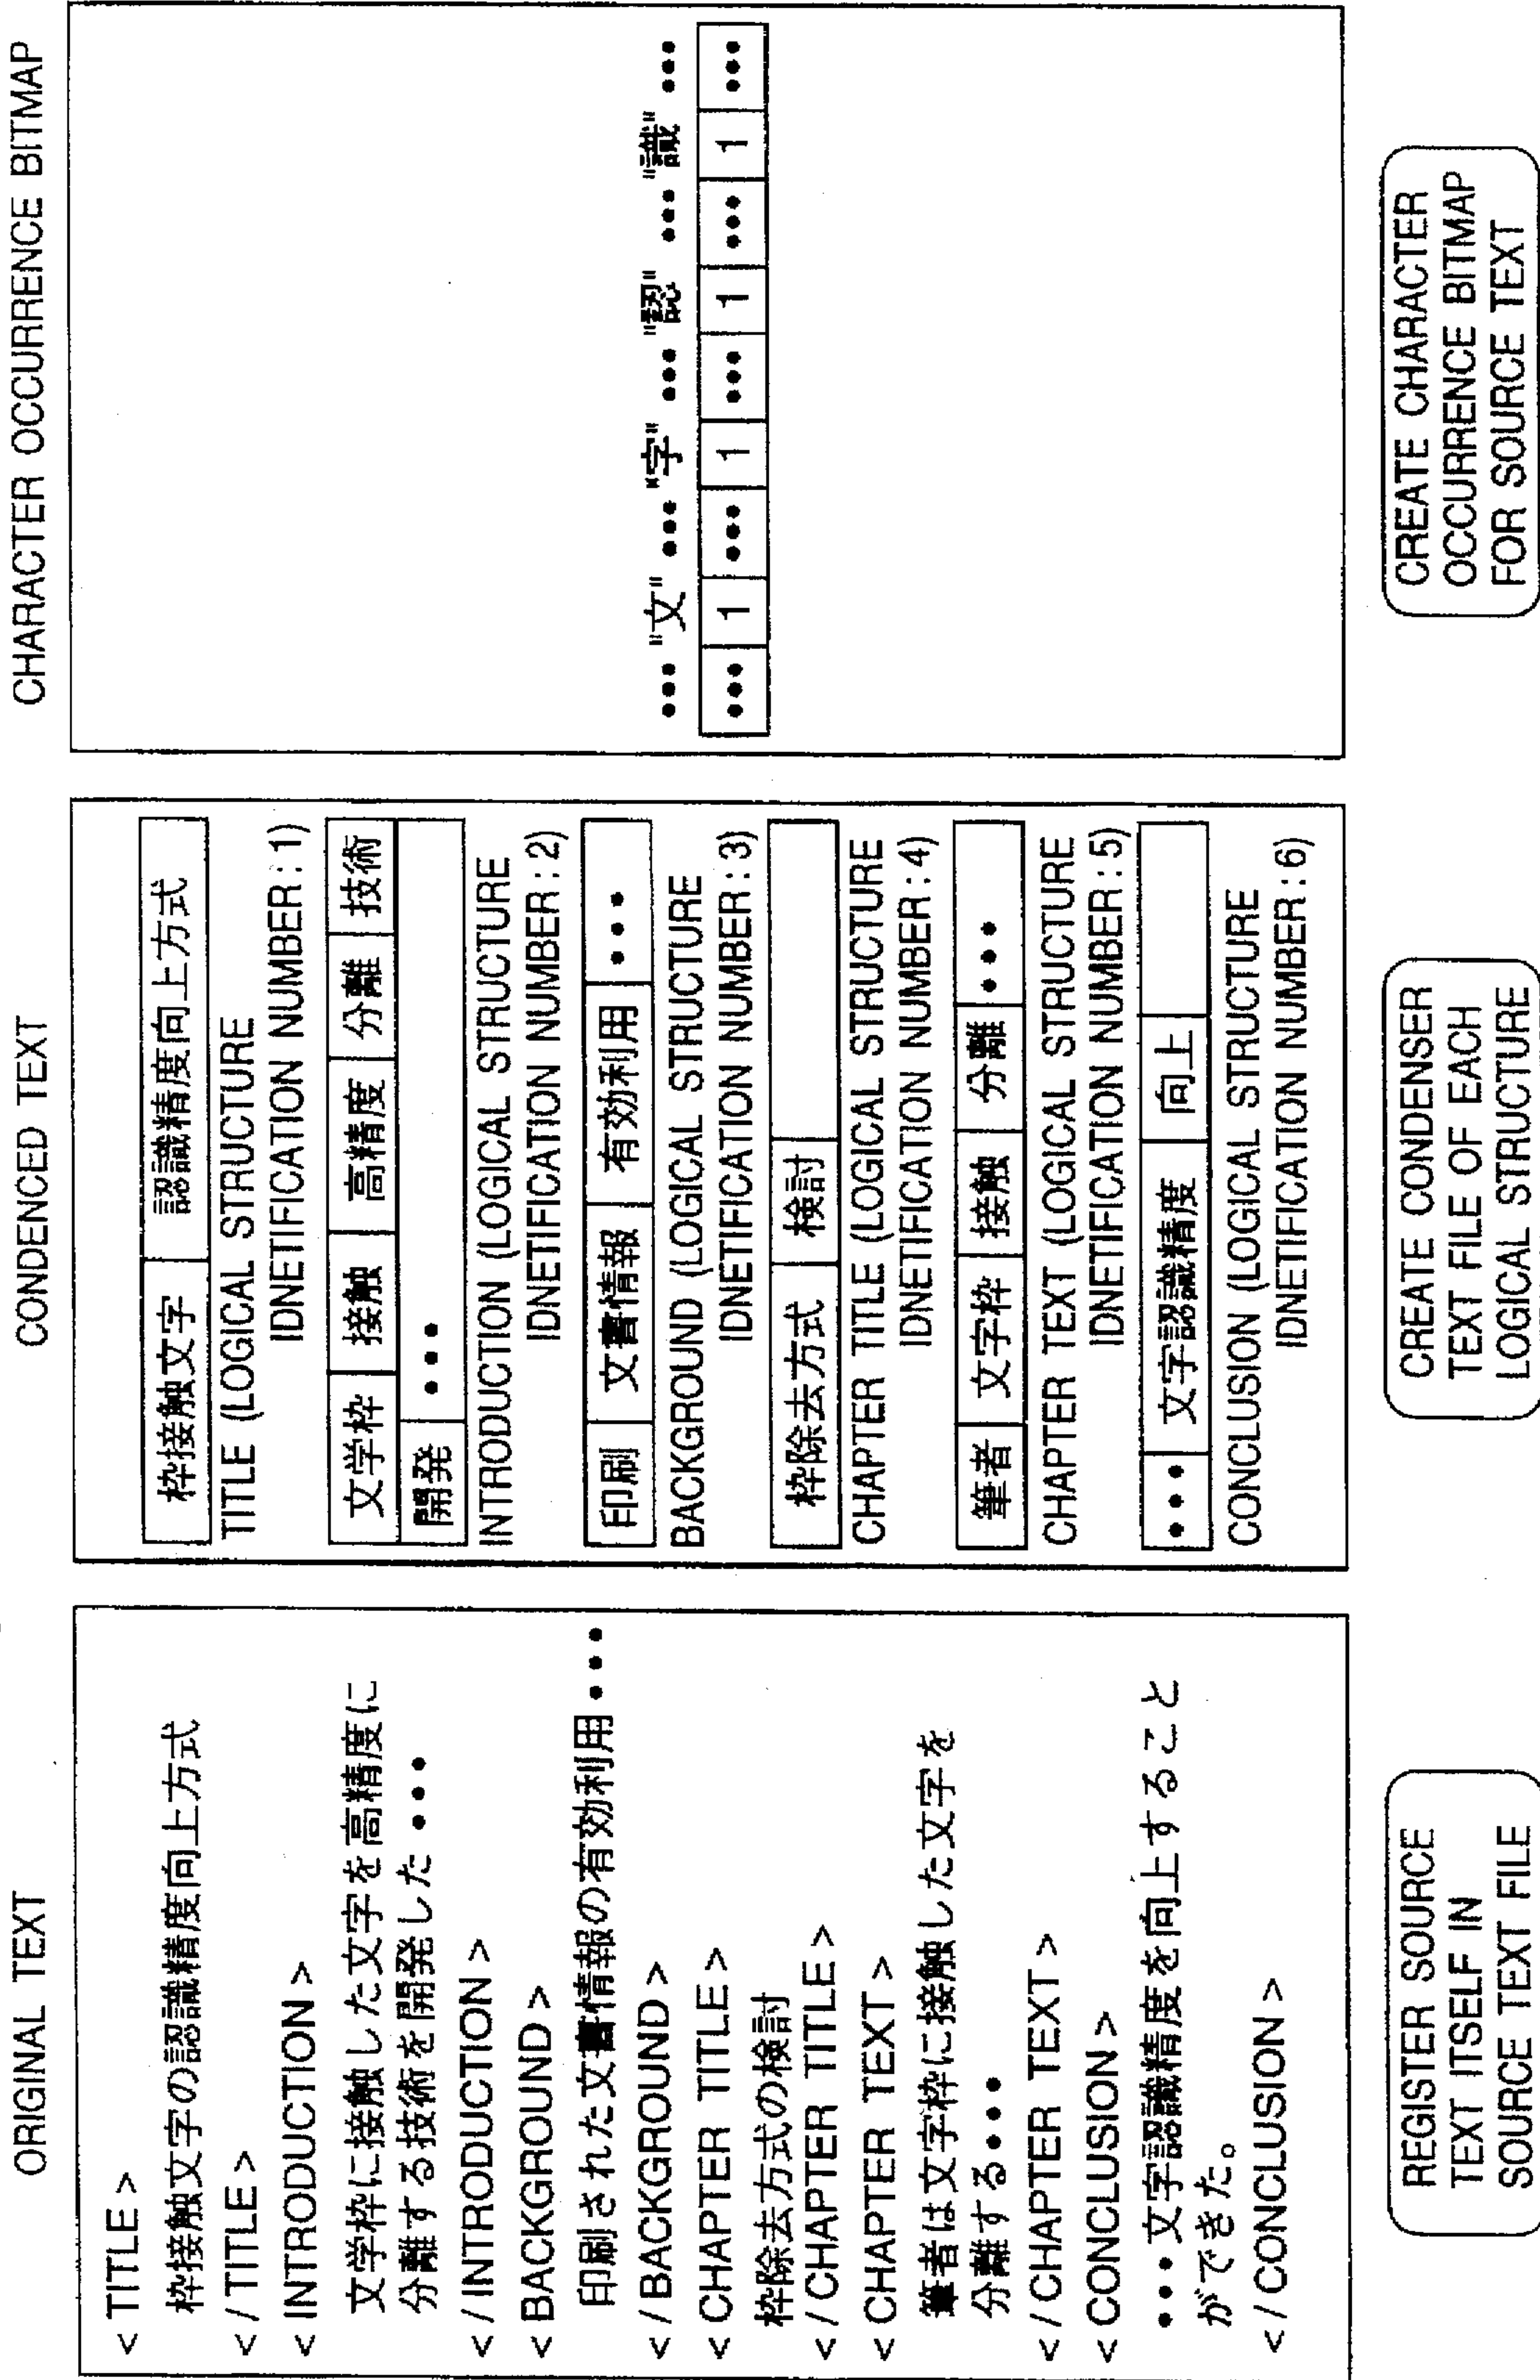 ORIGINAL TEXT
< TITLE >
枠接触文字の認識精度向上方式
< / TITLE >
< INTRODUCTION >
文学枠に接触した文字を高精度に
分離する技術を開発した •••
< / INTRODUCTION >
< BACKGROUND >
印刷された文書情報の有効利用 •••
< / BACKGROUND >
< CHAPTER TITLE >
枠除去方式の検討
< / CHAPTER TITLE >
< CHAPTER TEXT >
筆者は文字枠に接触した文字を
分離する ••••
< / CHAPTER TEXT >
< CONCLUSION >
••• 文字認識精度を向上すること
ができた。
< / CONCLUSION >
REGISTER SOURCE
TEXT ITSELF IN
SOURCE TEXT FILE
CONDENCED TEXT
枠接触文字 認識精度向上方式
TITLE (LOGICAL STRUCTURE
IDNETIFICATION NUMBER : 1)
文学枠 接触 高精度 分離 技術
開発 •••
INTRODUCTION (LOGICAL STRUCTURE
IDNETIFICATION NUMBER : 2)
印刷 文書情報 有効利用 •••
BACKGROUND (LOGICAL STRUCTURE
IDNETIFICATION NUMBER : 3)
枠除去方式 検討
CHAPTER TITLE (LOGICAL STRUCTURE
IDNETIFICATION NUMBER : 4)
筆者 文字枠 接触 分離 •••
CHAPTER TEXT (LOGICAL STRUCTURE
IDNETIFICATION NUMBER : 5)
••• 文字認識精度 向上
CONCLUSION (LOGICAL STRUCTURE
IDNETIFICATION NUMBER : 6)
CREATE CONDENSER
TEXT FILE OF EACH
LOGICAL STRUCTURE
CHARACTER OCCURRENCE BITMAP
••• "文" ••• "字" ••• "認" ••• "識" •••
••• 1 ••• 1 ••• 1 ••• 1 •••
CREATE CHARACTER
OCCURRENCE BITMAP
FOR SOURCE TEXT